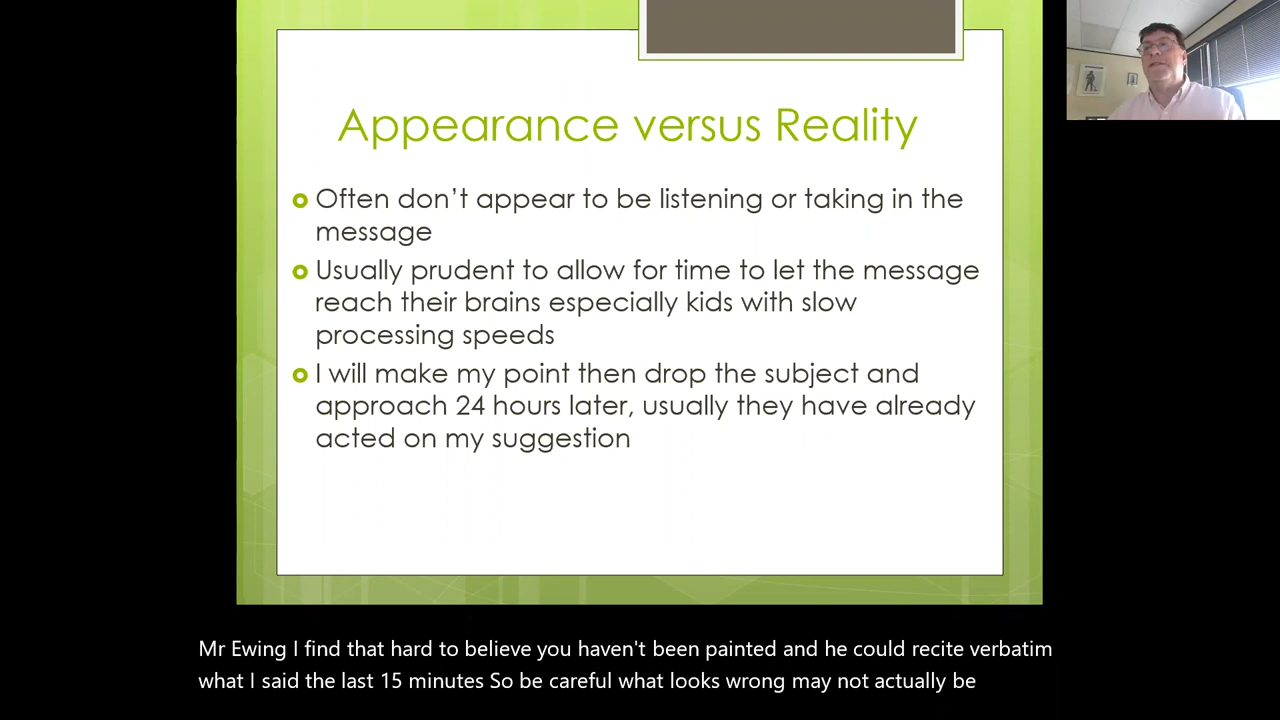 Appearance versus Reality
Often don't appear to be listening or taking in the
message
Usually prudent to allow for time to let the message
reach their brains especially kids with slow
processing speeds
I will make my point then drop the subject and
approach 24 hours later, usually they have already
acted on my suggestion
Mr Ewing I find that hard to believe you haven't been painted and he could recite verbatim
what I said the last 15 minutes So be careful what looks wrong may not actually be